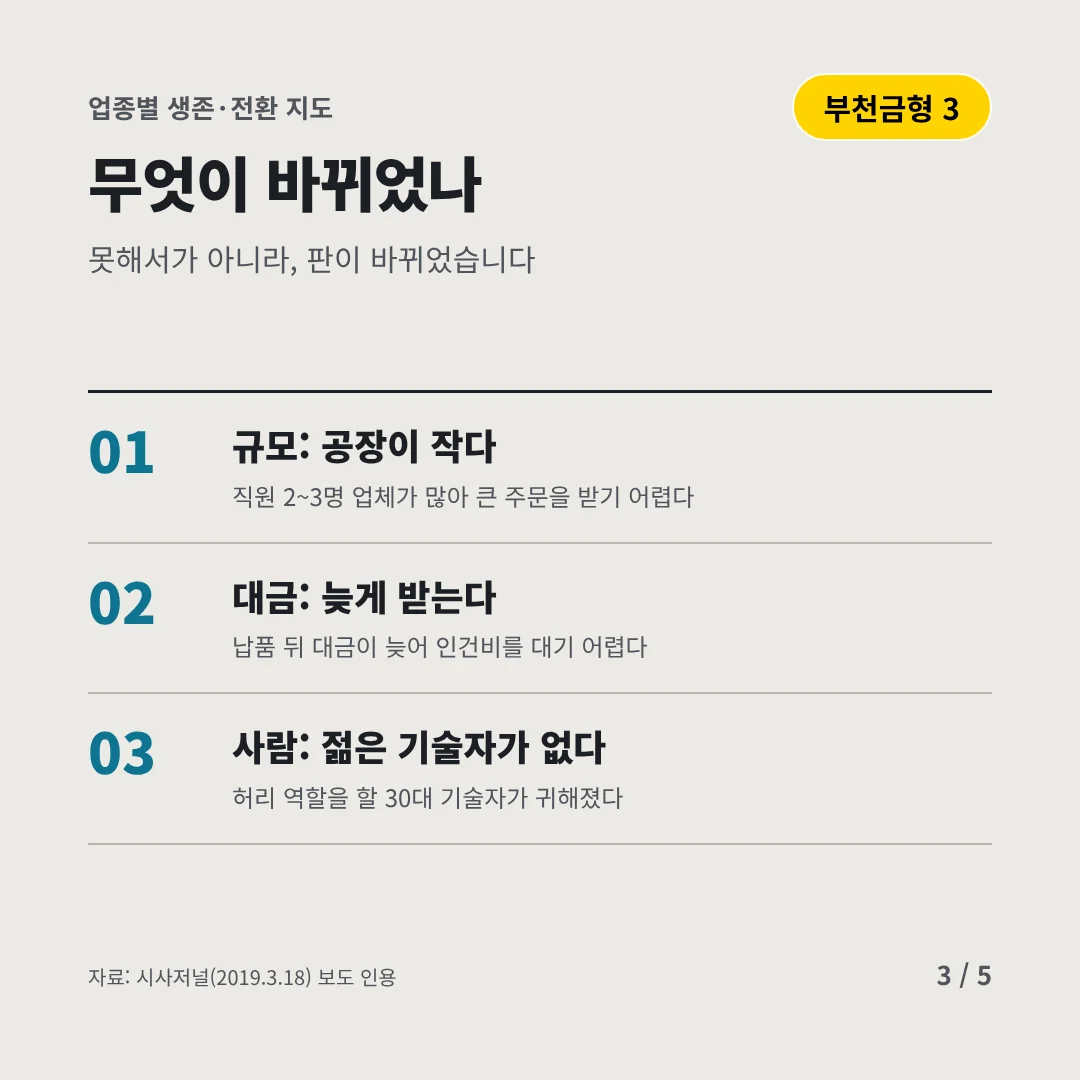 업종별 생존·전환 지도
부천금형 3
무엇이 바뀌었나
못해서가 아니라, 판이 바뀌었습니다
01
규모: 공장이 작다
직원 2~3명 업체가 많아 큰 주문을 받기 어렵다
02
대금: 늦게 받는다
납품 뒤 대금이 늦어 인건비를 대기 어렵다
03
사람: 젊은 기술자가 없다
허리 역할을 할 30대 기술자가 귀해졌다
자료: 시사저널(2019.3.18) 보도 인용
3 / 5